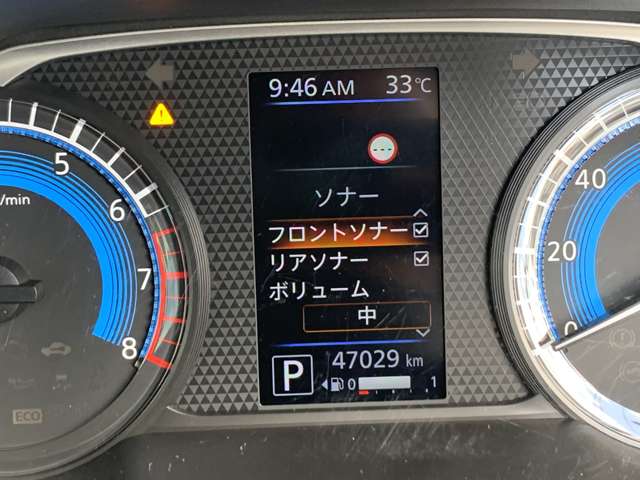 9:46 AM 33℃
ソナー
フロントソナー
リアソナー
ボリューム
中
P 47029 km
0 1
5
6
7
8
/min
ECO
40
20
0